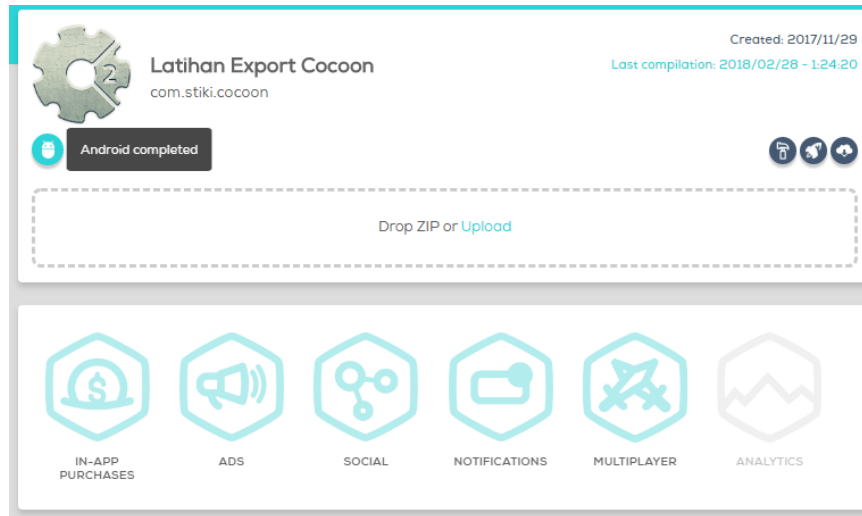 Created: 2017/11/29
Latihan Export Cocoon
Last compilation: 2018/02/28 - 1:24:20
com.stiki.cocoon
2
Android completed
Drop ZIP or Upload
$
IN-APP PURCHASES
ADS
SOCIAL
NOTIFICATIONS
MULTIPLAYER
ANALYTICS